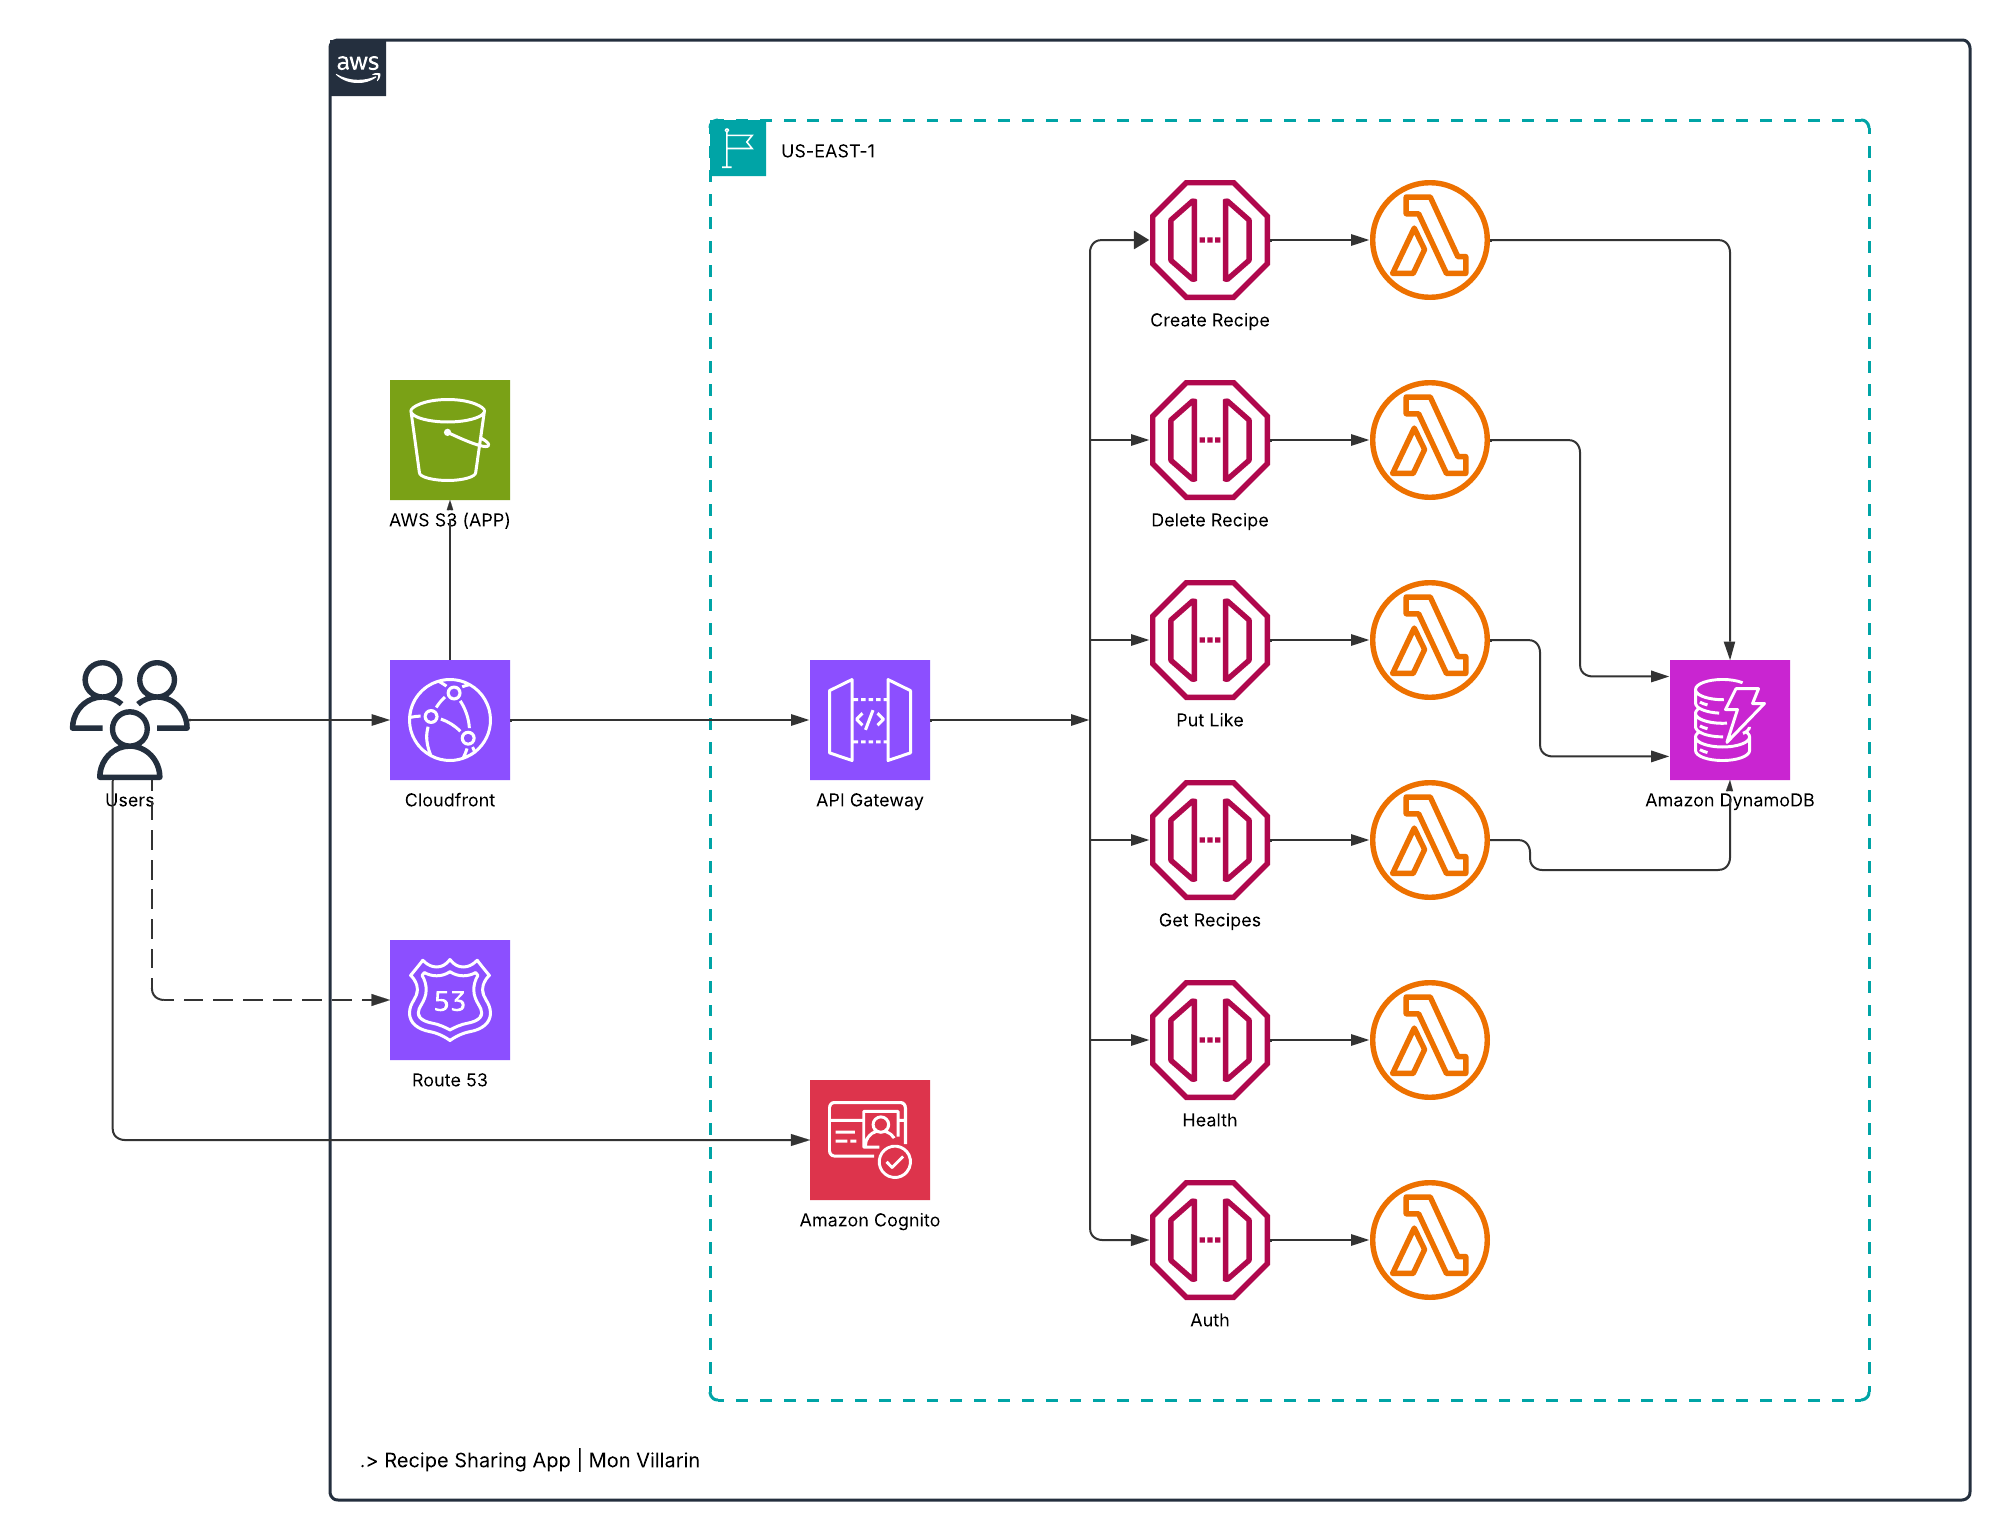 aws
US-EAST-1
Create Recipe
AWS S3 (APP)
Delete Recipe
Put Like
Users
Cloudfront
API Gateway
Amazon DynamoDB
Get Recipes
53
Route 53
Health
Amazon Cognito
Auth
.> Recipe Sharing App | Mon Villarin